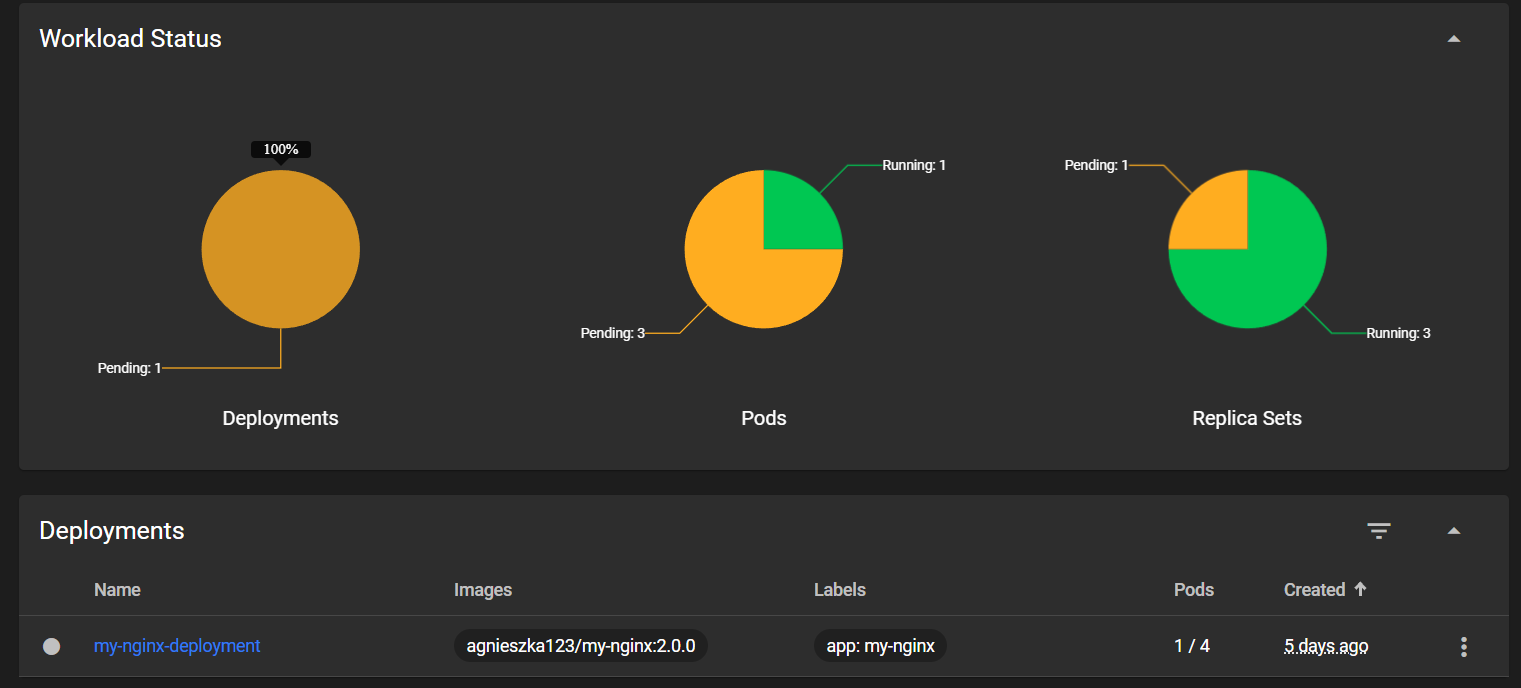 Workload Status
100%
Pending: 1
Deployments
Running: 1
Pending: 3
Pods
Pending: 1
Running: 3
Replica Sets
Deployments
Name Images Labels Pods Created
my-nginx-deployment agnieszka123/my-nginx:2.0.0 app: my-nginx 1 / 4 5 days ago